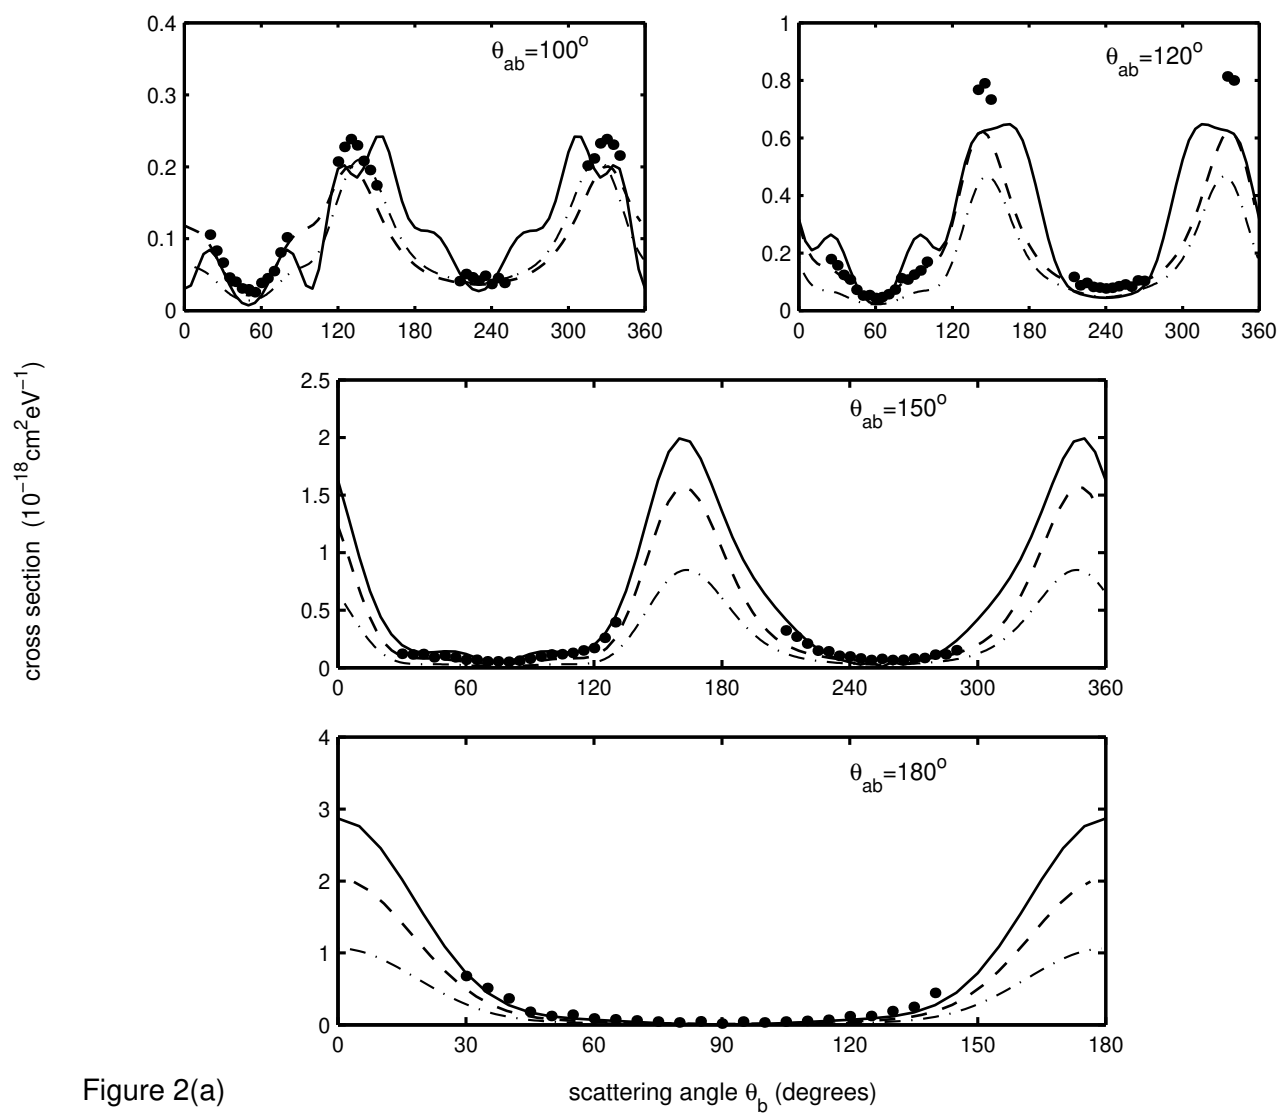 0.4
0.3
0.2
0.1
0
θab=100o
0 60 120 180 240 300 360
1
0.8
0.6
0.4
0.2
0
θab=120o
0 60 120 180 240 300 360
cross section (10−18cm2eV−1)
2.5
2
1.5
1
0.5
0
θab=150o
0 60 120 180 240 300 360
4
3
2
1
0
θab=180o
0 30 60 90 120 150 180
Figure 2(a)
scattering angle θb (degrees)